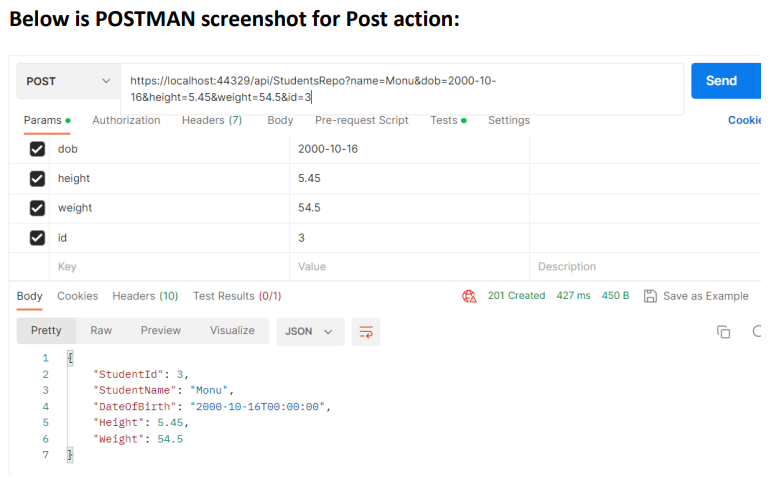 Below is POSTMAN screenshot for Post action:
POST
https://localhost:44329/api/StudentsRepo?name=Monu&dob=2000-10-
16&height=5.45&weight=54.5&id=3
Send
Params Authorization Headers (7) Body Pre-request Script Tests Settings Cookie
dob 2000-10-16
height 5.45
weight 54.5
id 3
Key Value Description
Body Cookies Headers (10) Test Results (0/1) 201 Created 427 ms 450 B Save as Example
Pretty Raw Preview Visualize JSON
1 {
2 "StudentId": 3,
3 "StudentName": "Monu",
4 "DateOfBirth": "2000-10-16T00:00:00",
5 "Height": 5.45,
6 "Weight": 54.5
7 }